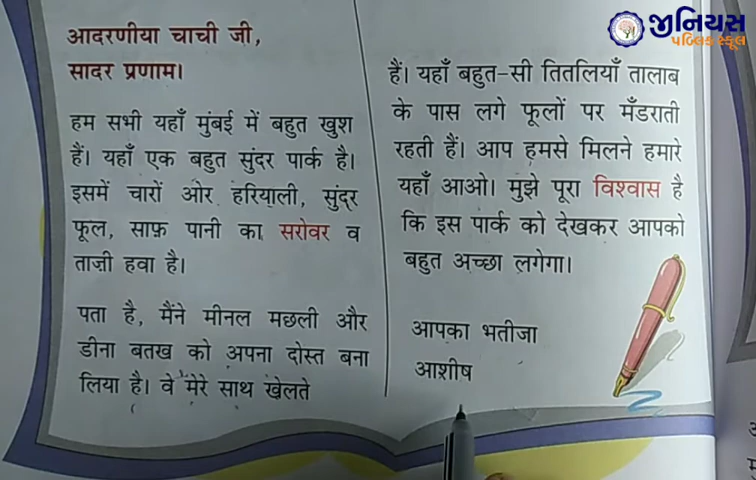 जीનિયસ
પબ્લિક સ્કૂલ
आदरणीया चाची जी,
सादर प्रणाम।
हम सभी यहाँ मुंबई में बहुत खुश
हैं। यहाँ एक बहुत सुंदर पार्क है।
इसमें चारों ओर हरियाली, सुंदर
फूल, साफ़ पानी का सरोवर व
ताज़ी हवा है।
पता है, मैंने मीनल मछली और
डीना बतख को अपना दोस्त बना
लिया है। वे मेरे साथ खेलते
हैं। यहाँ बहुत-सी तितलियाँ तालाब
के पास लगे फूलों पर मँडराती
रहती हैं। आप हमसे मिलने हमारे
यहाँ आओ। मुझे पूरा विश्वास है
कि इस पार्क को देखकर आपको
बहुत अच्छा लगेगा।
आपका भतीजा
आशीष